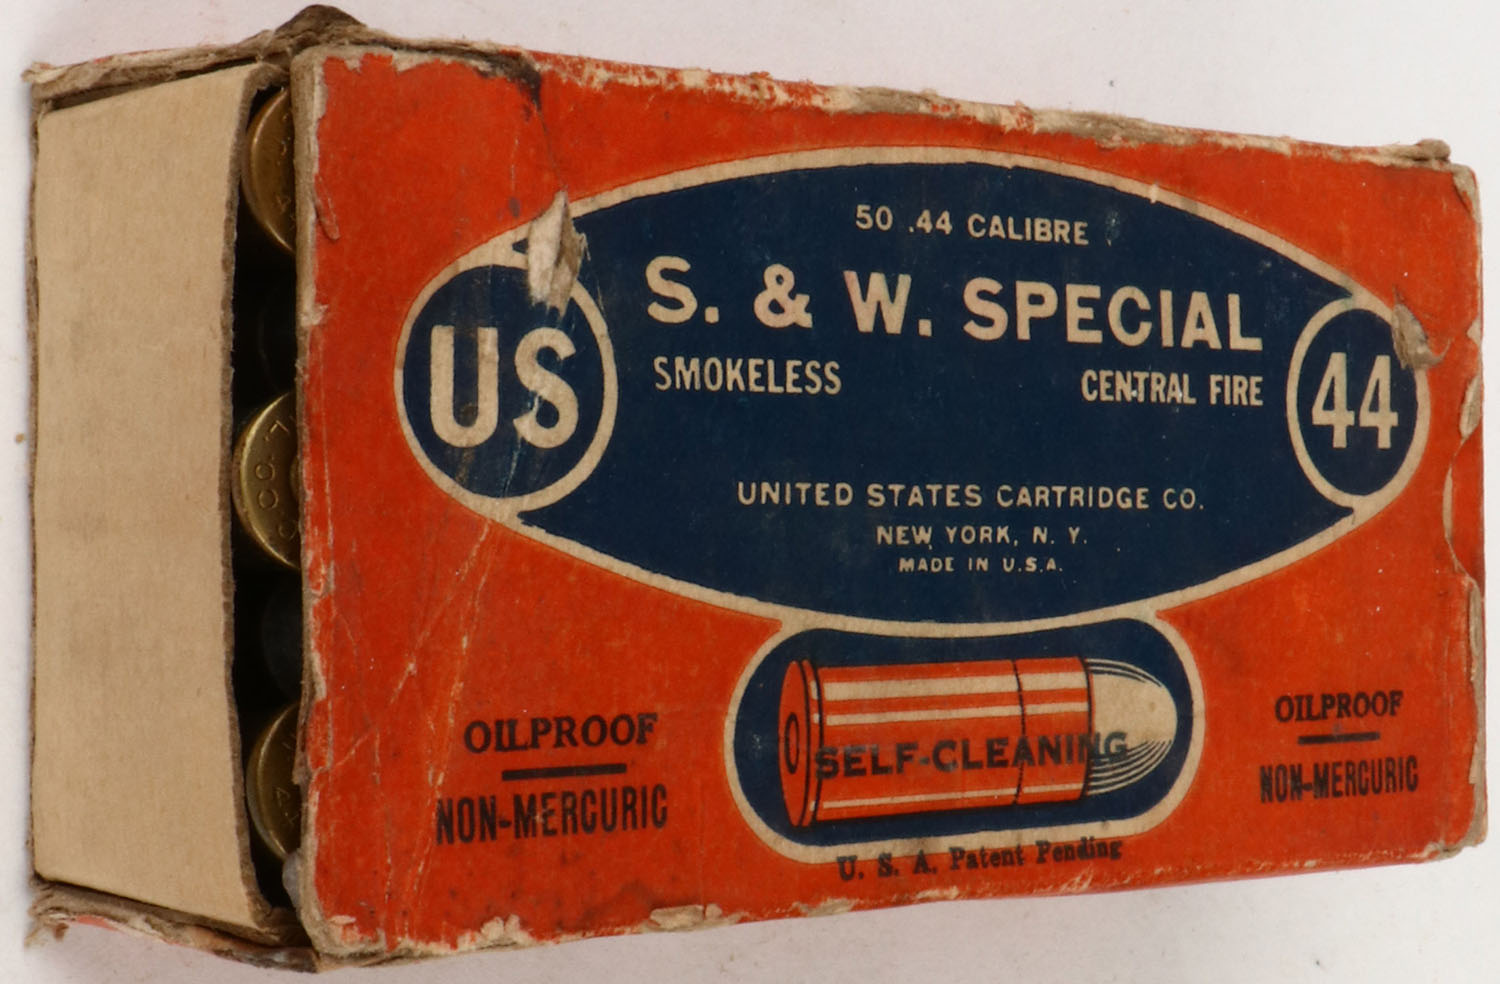 50 .44 CALIBRE
S. & W. SPECIAL
US
SMOKELESS
CENTRAL FIRE
44
UNITED STATES CARTRIDGE CO.
NEW YORK, N. Y.
MADE IN U.S.A.
OILPROOF
NON-MERCURIC
SELF-CLEANING
U. S. A. Patent Pending
OILPROOF
NON-MERCURIC